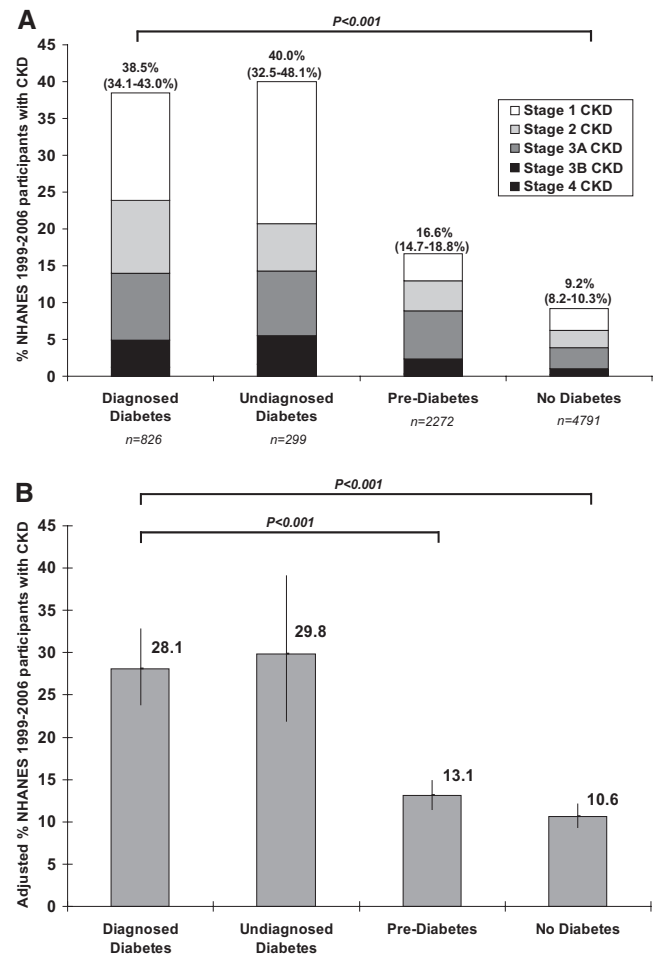 A
P<0.001
% NHANES 1999-2006 participants with CKD
45
40
35
30
25
20
15
10
5
0
38.5%
(34.1-43.0%)
40.0%
(32.5-48.1%)
16.6%
(14.7-18.8%)
9.2%
(8.2-10.3%)
Stage 1 CKD
Stage 2 CKD
Stage 3A CKD
Stage 3B CKD
Stage 4 CKD
Diagnosed
Diabetes
n=826
Undiagnosed
Diabetes
n=299
Pre-Diabetes
n=2272
No Diabetes
n=4791
B
P<0.001
P<0.001
Adjusted % NHANES 1999-2006 participants with CKD
45
40
35
30
25
20
15
10
5
0
28.1
29.8
13.1
10.6
Diagnosed
Diabetes
Undiagnosed
Diabetes
Pre-Diabetes
No Diabetes